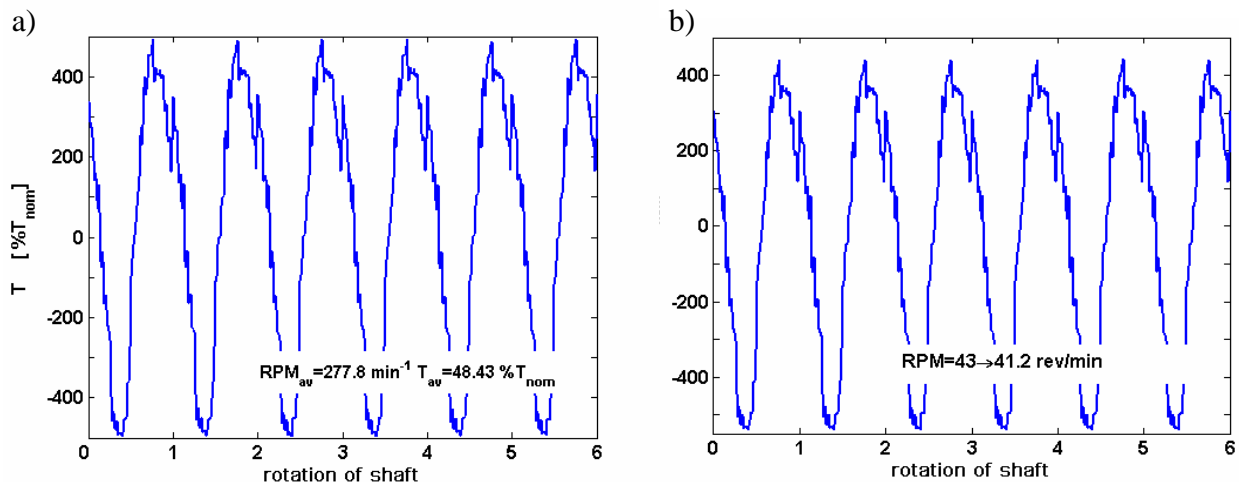 a)
400
200
0
-200
-400
T [%T_nom]
RPM_av=277.8 min^-1 T_av=48.43 %T_nom
0 1 2 3 4 5 6
rotation of shaft
b)
400
200
0
-200
-400
RPM=43→41.2 rev/min
0 1 2 3 4 5 6
rotation of shaft